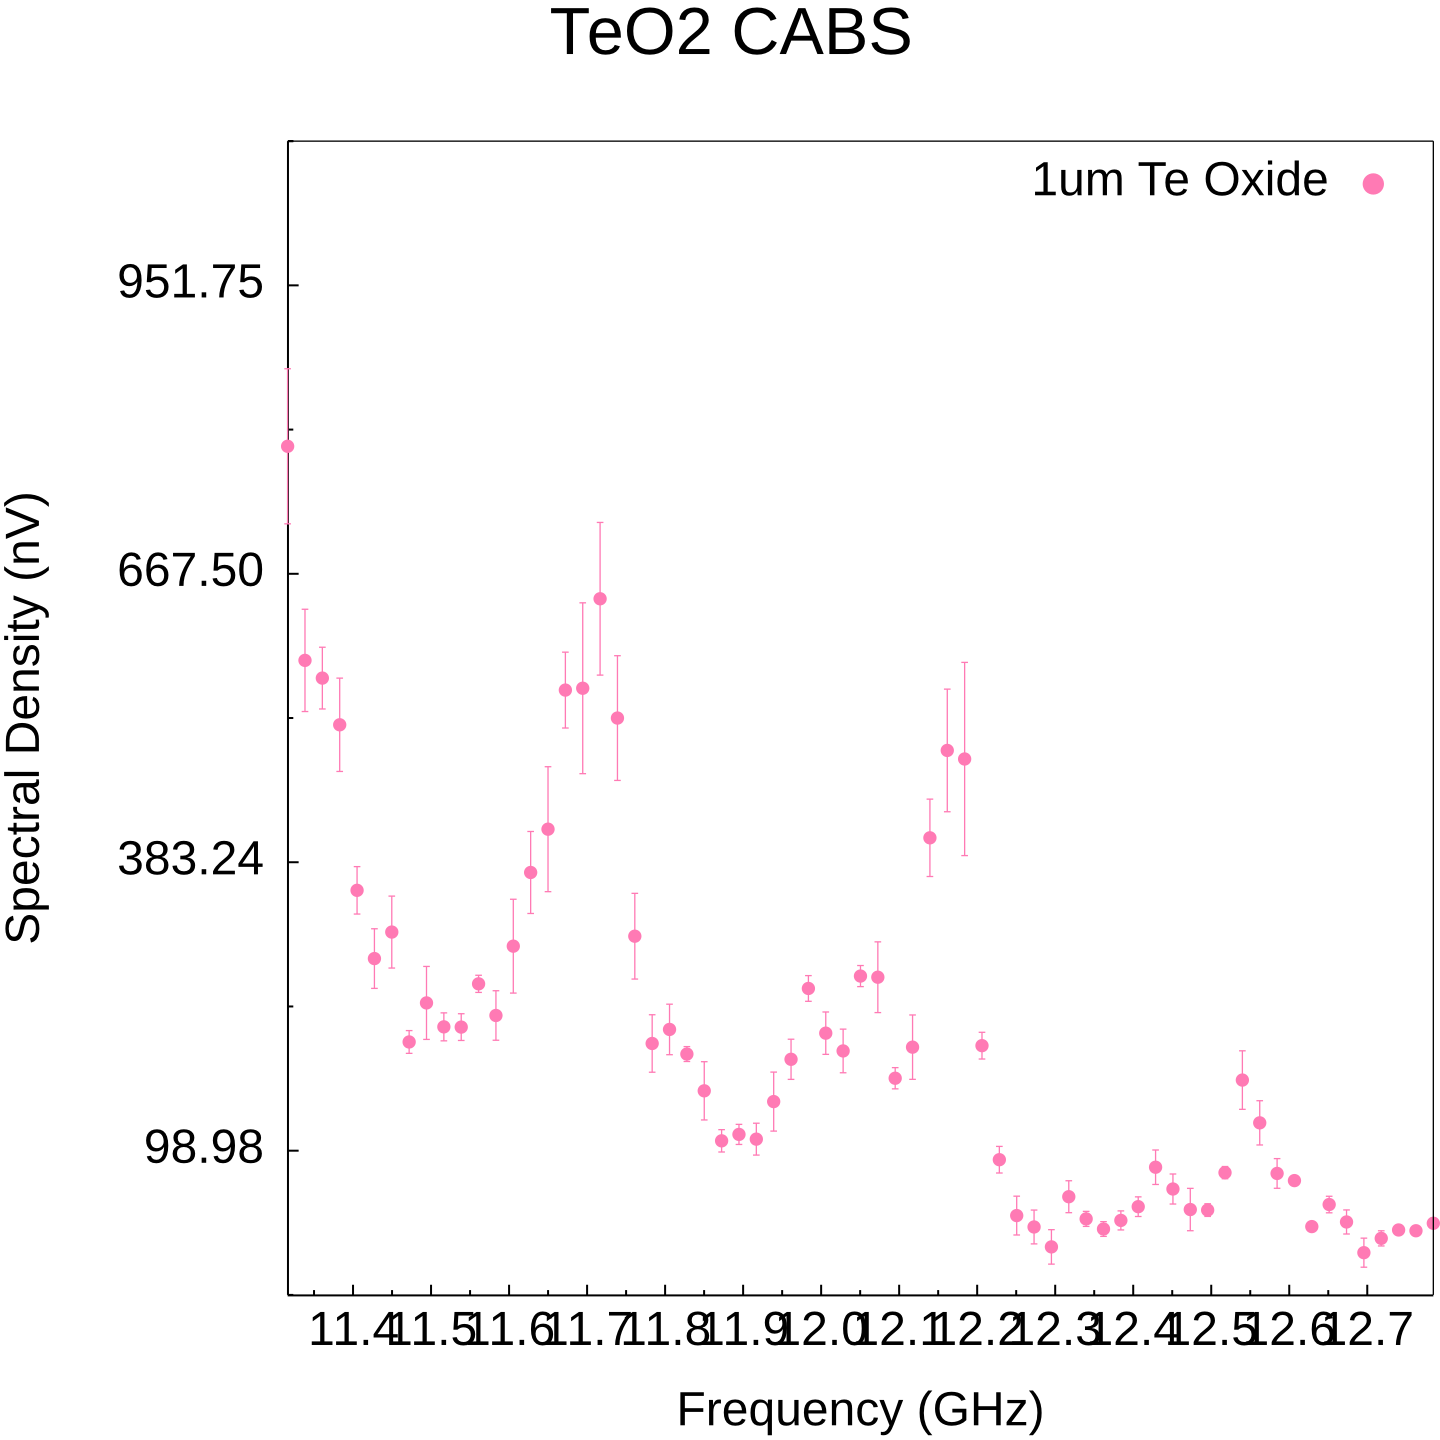 TeO2 CABS
1um Te Oxide
951.75
667.50
383.24
98.98
Spectral Density (nV)
11.4 11.5 11.6 11.7 11.8 11.9 12.0 12.1 12.2 12.3 12.4 12.5 12.6 12.7
Frequency (GHz)